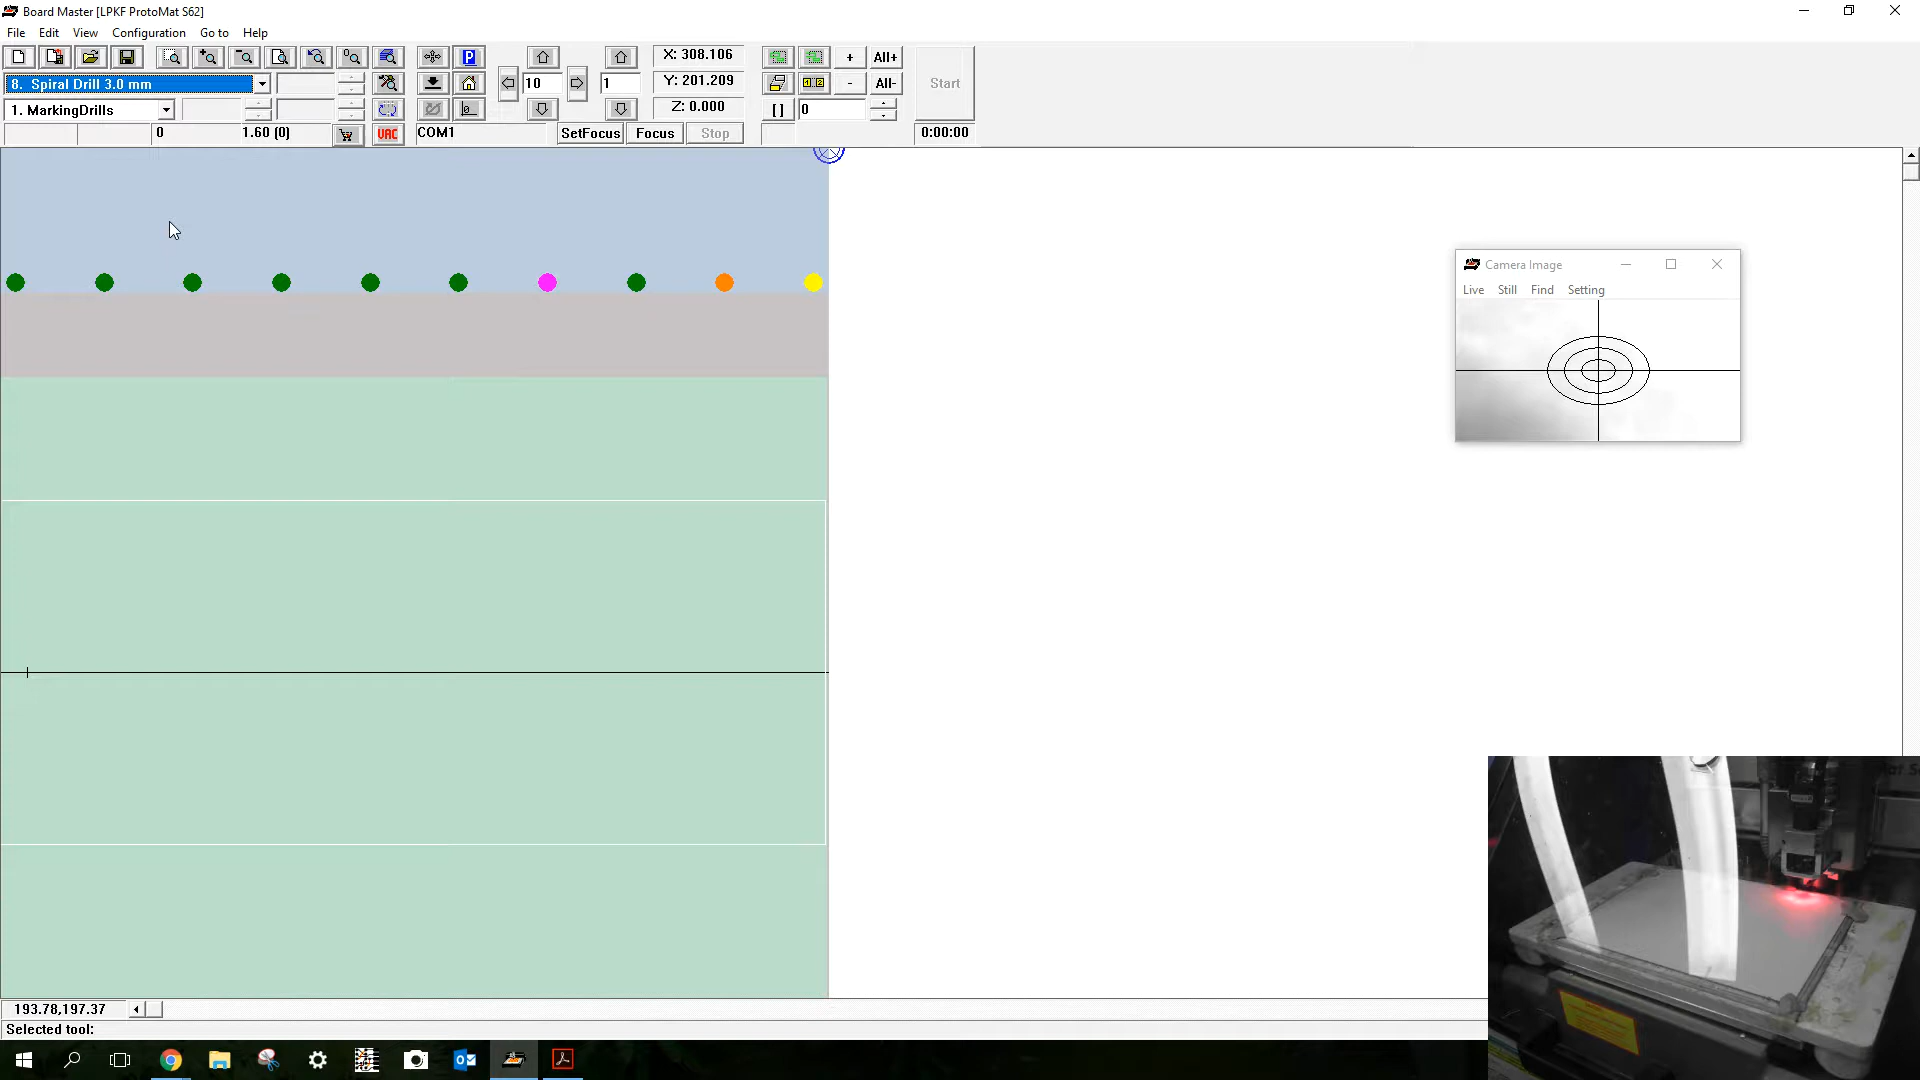 Board Master [LPKF ProtoMat S62]
File Edit View Configuration Go to Help
8. Spiral Drill 3.0 mm
1. MarkingDrills
0 1.60 (0)
VAC
COM1
P
10
1
X: 308.106
Y: 201.209
Z: 0.000
SetFocus Focus Stop
+ All+
- All-
[ ] 0
Start
0:00:00
Camera Image
Live Still Find Setting
193.78,197.37
Selected tool: